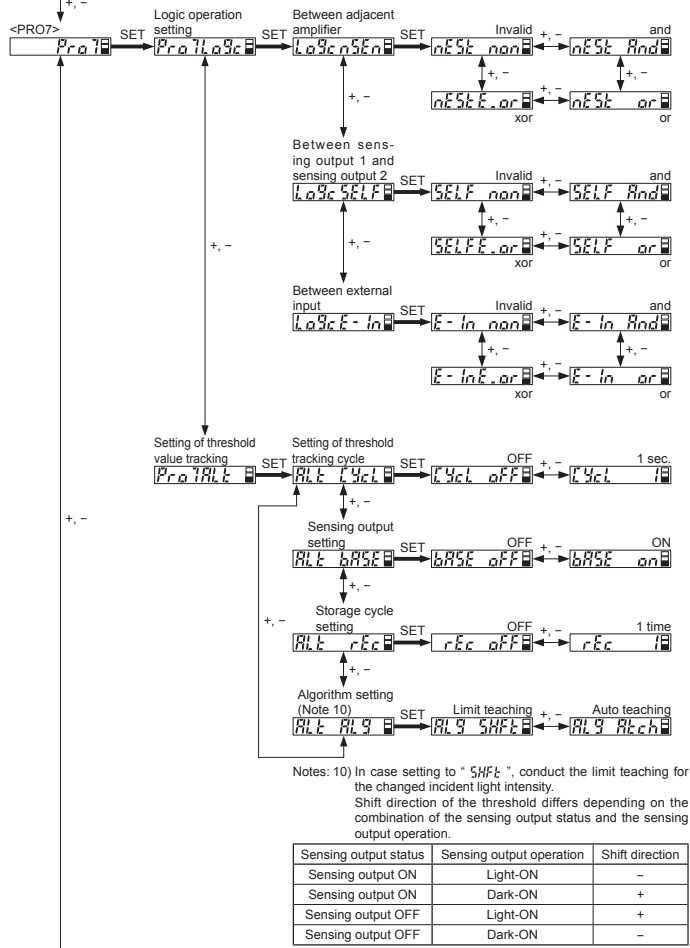 +, −
<PRO7>
Pro7
SET
Logic operation
setting
Pro7LoGc
SET
Between adjacent
amplifier
LoGcnSEn
SET
Invalid
nESt non
+, −
and
nESt And
+, −
+, −
+, −
nEStE.or
xor
+, −
nESt or
or
Between sens-
ing output 1 and
sensing output 2
LoGcSELF
SET
Invalid
SELF non
+, −
and
SELF And
+, −
+, −
+, −
+, −
SELFE.or
xor
+, −
SELF or
or
Between external
input
LoGcE-In
SET
Invalid
E-In non
+, −
and
E-In And
+, −
+, −
E-InE.or
xor
+, −
E-In or
or
Setting of threshold
value tracking
Pro7ALt
SET
Setting of threshold
tracking cycle
ALt CYcL
SET
OFF
CYcL oFF
+, −
1 sec.
CYcL 1
+, −
+, −
Sensing output
setting
ALt bASE
SET
OFF
bASE oFF
+, −
ON
bASE on
+, −
+, −
Storage cycle
setting
ALt rEc
SET
OFF
rEc oFF
+, −
1 time
rEc 1
+, −
Algorithm setting
(Note 10)
ALt ALG
SET
Limit teaching
ALG SHFt
+, −
Auto teaching
ALG Atch
Notes: 10) In case setting to " SHFt ", conduct the limit teaching for
the changed incident light intensity.
Shift direction of the threshold differs depending on the
combination of the sensing output status and the sensing
output operation.
Sensing output status Sensing output operation Shift direction
Sensing output ON Light-ON −
Sensing output ON Dark-ON +
Sensing output OFF Light-ON +
Sensing output OFF Dark-ON −